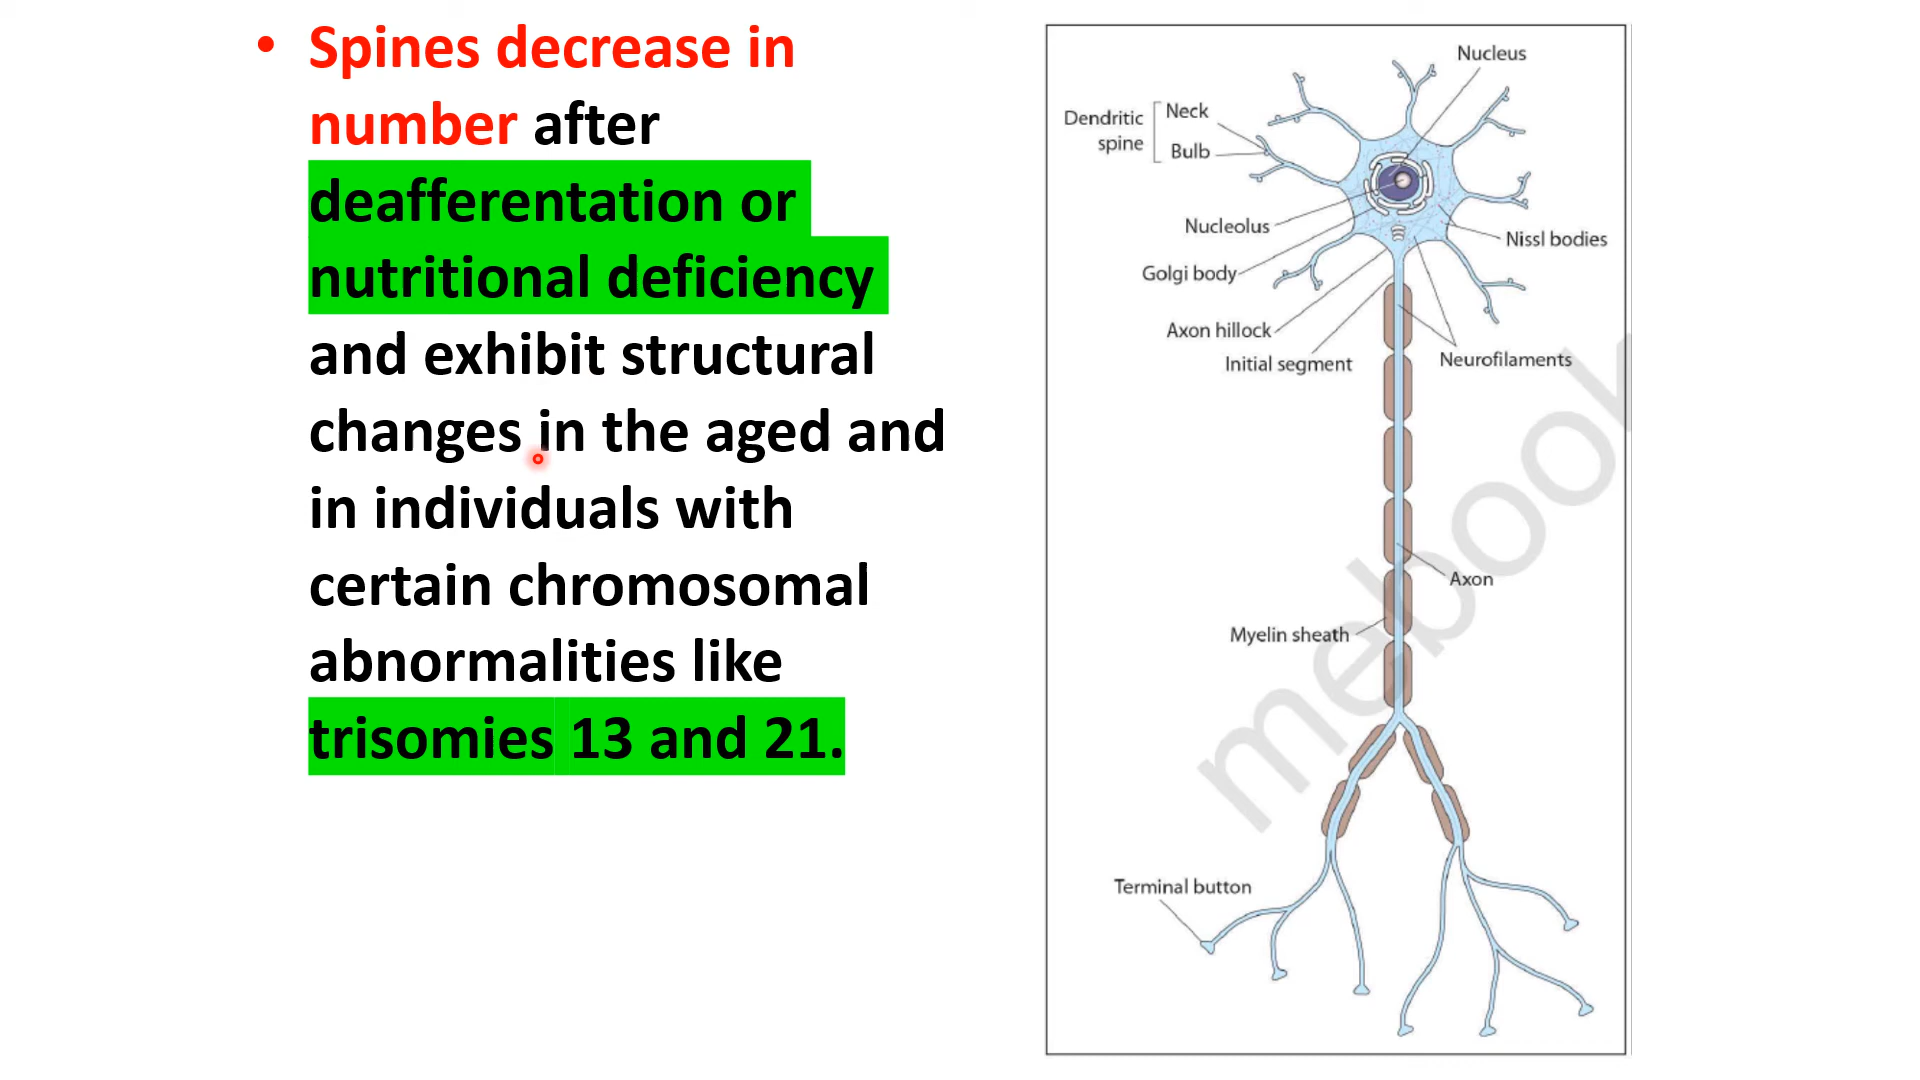 • Spines decrease in
number after
deafferentation or
nutritional deficiency
and exhibit structural
changes in the aged and
in individuals with
certain chromosomal
abnormalities like
trisomies 13 and 21.
Nucleus
Dendritic
spine
Neck
Bulb
Nucleolus
Nissl bodies
Golgi body
Axon hillock
Initial segment
Neurofilaments
Axon
Myelin sheath
Terminal button
mebook